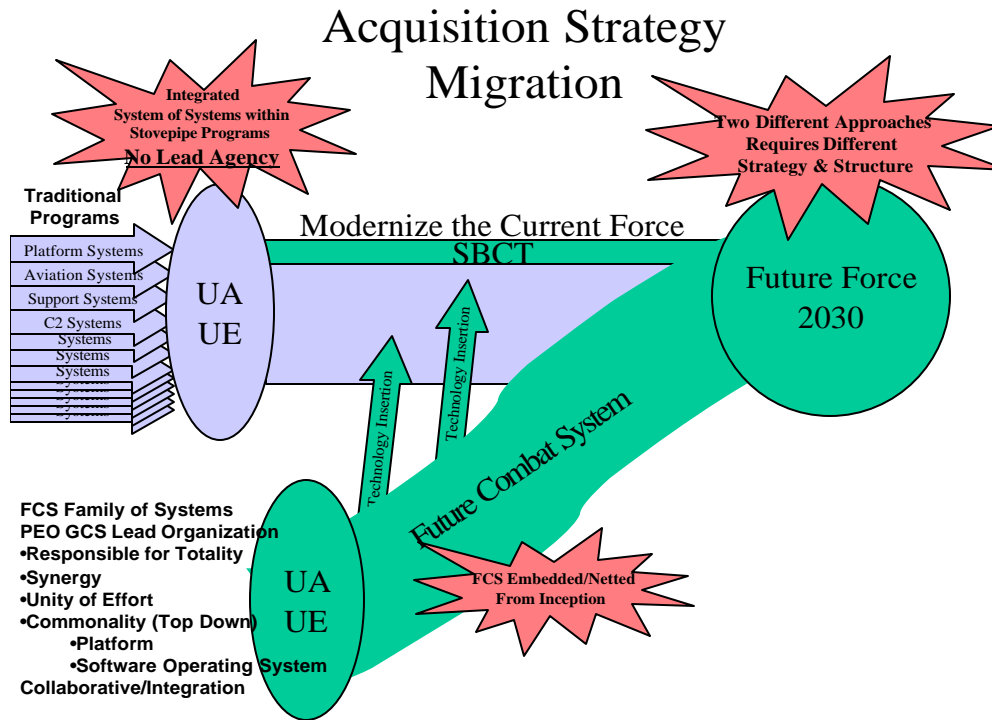 Acquisition Strategy
Migration
Integrated
System of Systems within
Stovepipe Programs
No Lead Agency
Two Different Approaches
Requires Different
Strategy & Structure
Traditional
Programs
Platform Systems
Aviation Systems
Support Systems
C2 Systems
Systems
Systems
Systems
Systems
Systems
UA
UE
Modernize the Current Force
SBCT
Future Force
2030
Technology Insertion
Technology Insertion
Future Combat System
FCS Family of Systems
PEO GCS Lead Organization
•Responsible for Totality
•Synergy
•Unity of Effort
•Commonality (Top Down)
•Platform
•Software Operating System
Collaborative/Integration
UA
UE
FCS Embedded/Netted
From Inception